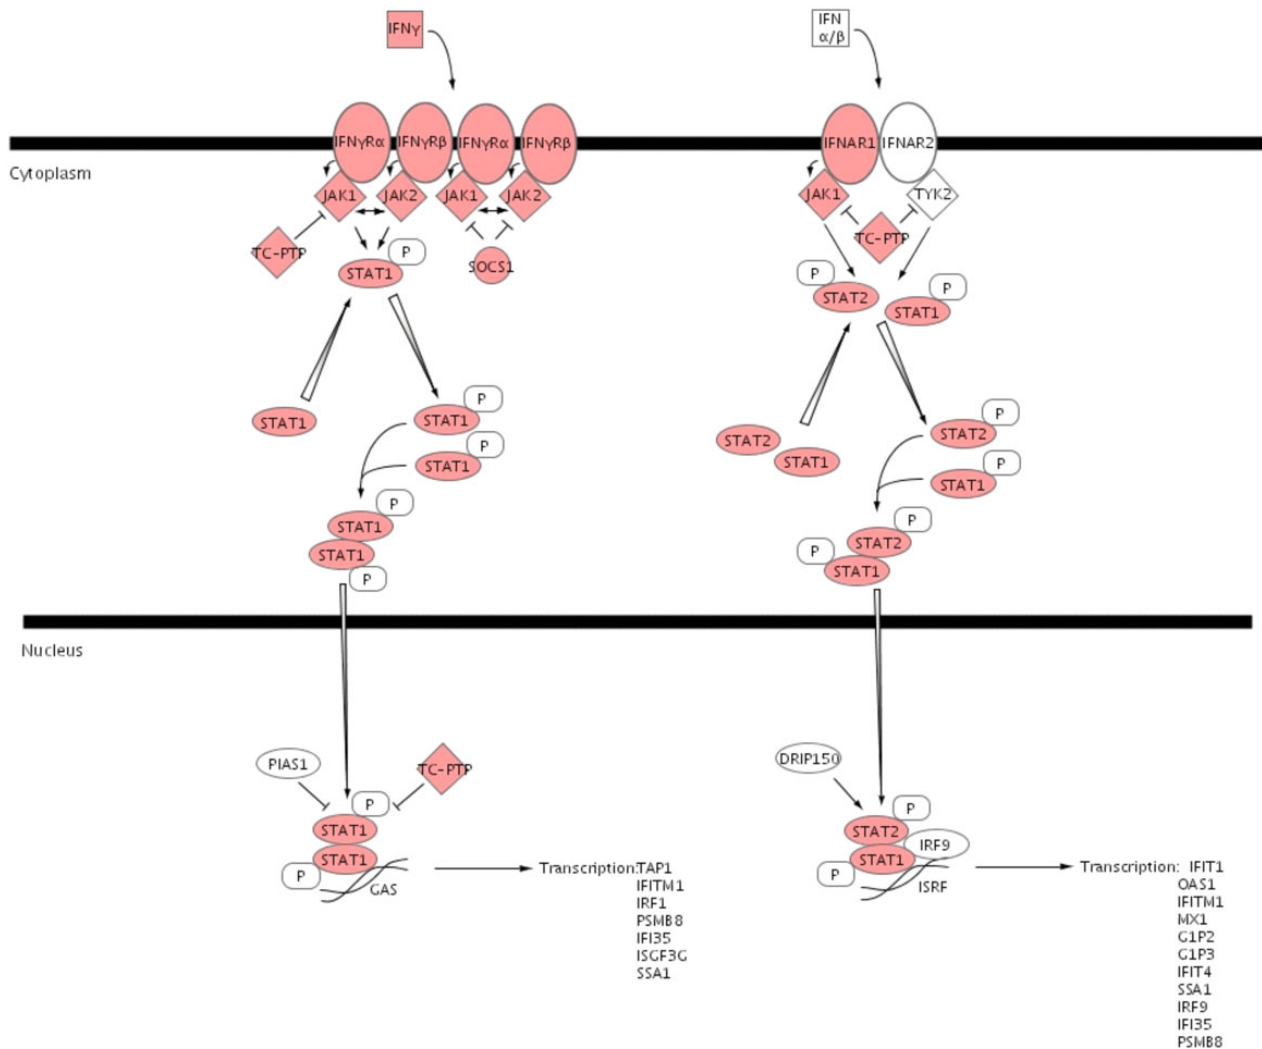 IFNγ
IFN
α/β
IFNγRα
IFNγRβ
IFNγRα
IFNγRβ
IFNAR1
IFNAR2
Cytoplasm
JAK1
JAK2
JAK1
JAK2
JAK1
TYK2
TC-PTP
P
SOCS1
TC-PTP
STAT1
P
STAT2
P
STAT1
STAT1
P
STAT1
P
STAT1
STAT2
STAT1
P
STAT2
P
STAT1
P
STAT1
STAT1
P
P
STAT2
P
STAT1
Nucleus
PIAS1
TC-PTP
DRIP150
P
STAT1
STAT1
P
GAS
P
STAT2
IRF9
STAT1
P
ISRF
Transcription:TAP1
IFITM1
IRF1
PSMB8
IFI35
ISGF3G
SSA1
Transcription: IFIT1
OAS1
IFITM1
MX1
G1P2
G1P3
IFIT4
SSA1
IRF9
IFI35
PSMB8